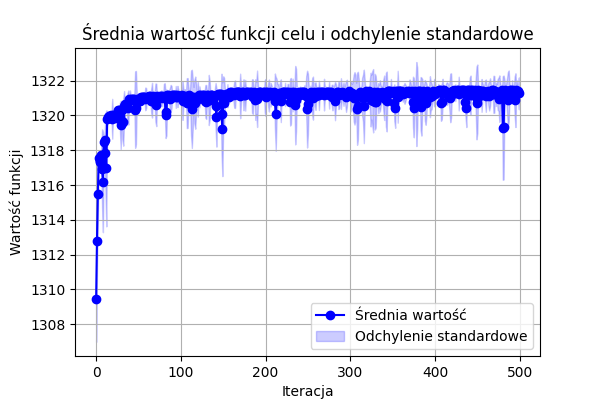 Średnia wartość funkcji celu i odchylenie standardowe
Wartość funkcji
1322
1320
1318
1316
1314
1312
1310
1308
0 100 200 300 400 500
Iteracja
Średnia wartość
Odchylenie standardowe